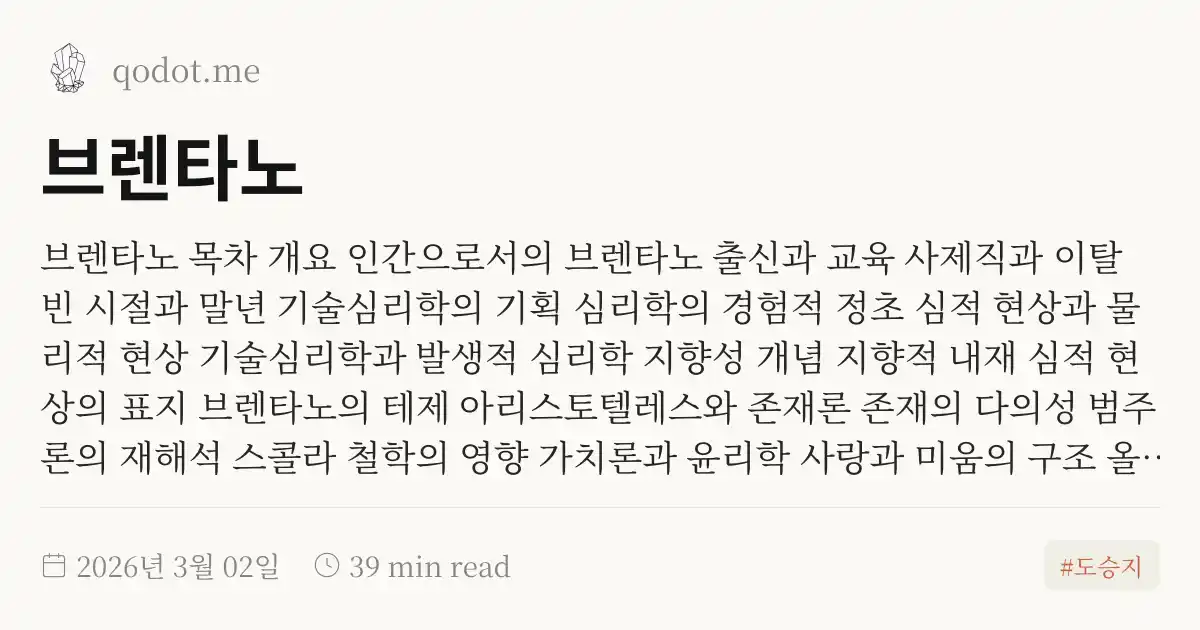 qodot.me
브렌타노
브렌타노 목차 개요 인간으로서의 브렌타노 출신과 교육 사제직과 이탈
빈 시절과 말년 기술심리학의 기획 심리학의 경험적 정초 심적 현상과 물
리적 현상 기술심리학과 발생적 심리학 지향성 개념 지향적 내재 심적 현
상의 표지 브렌타노의 테제 아리스토텔레스와 존재론 존재의 다의성 범주
론의 재해석 스콜라 철학의 영향 가치론과 윤리학 사랑과 미움의 구조 올…
2026년 3월 02일
39 min read
#도승지